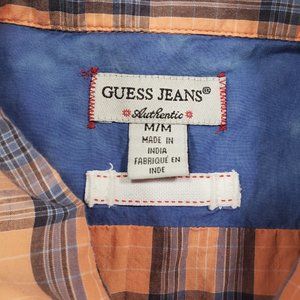 GUESS JEANS®
Authentic
M/M
MADE IN
INDIA
FABRIQUÉ EN
INDE